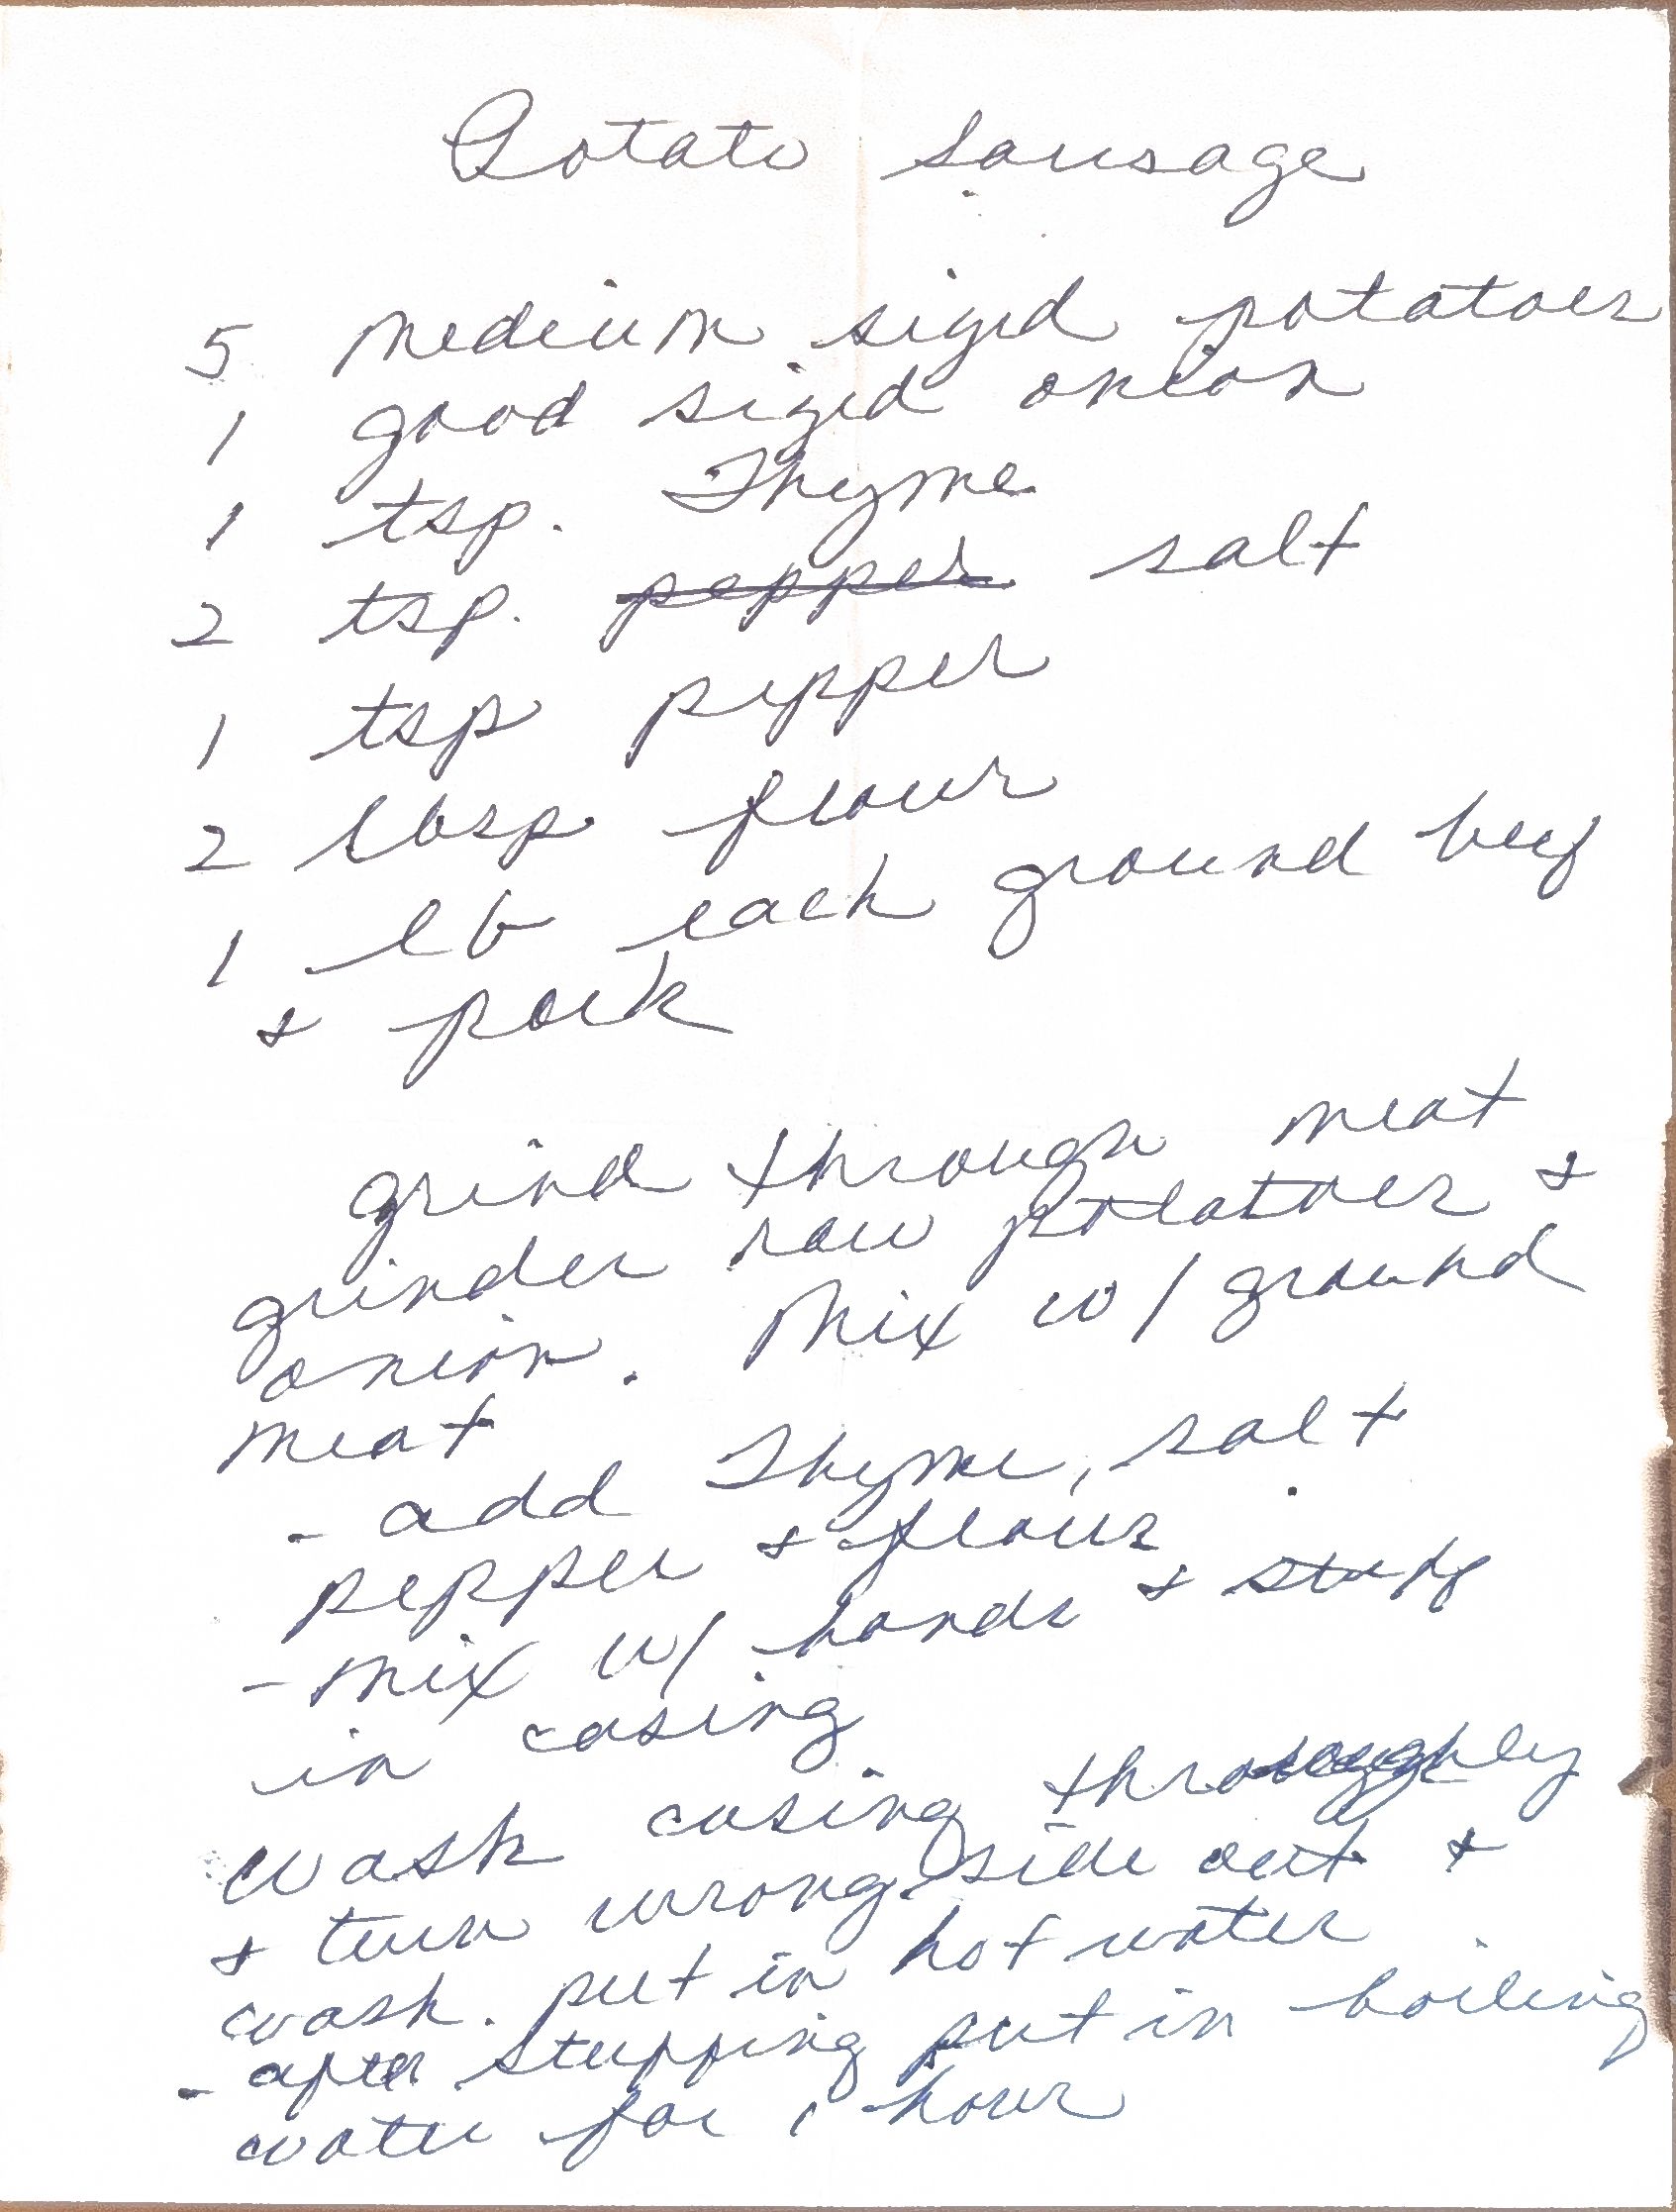 Potato Sausage
5 medium sized potatoes
1 good sized onion
1 tsp. Thyme
2 tsp. pepper salt
1 tsp pepper
2 tbsp flour
1 lb each ground beef
& pork
grind through meat
grinder raw potatoes &
onion. Mix w/ ground
meat
- add Thyme, salt
pepper & flour
- mix w/ hands & stuff
in casing
wash casing throughly
& turn wrong side out &
wash. put in hot water
- after stuffing put in boiling
water for 1 hour